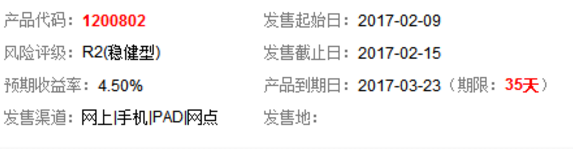 产品代码：1200802 发售起始日：2017-02-09
风险评级：R2(稳健型) 发售截止日：2017-02-15
预期收益率：4.50% 产品到期日：2017-03-23（期限：35天）
发售渠道：网上|手机|PAD|网点 发售地：